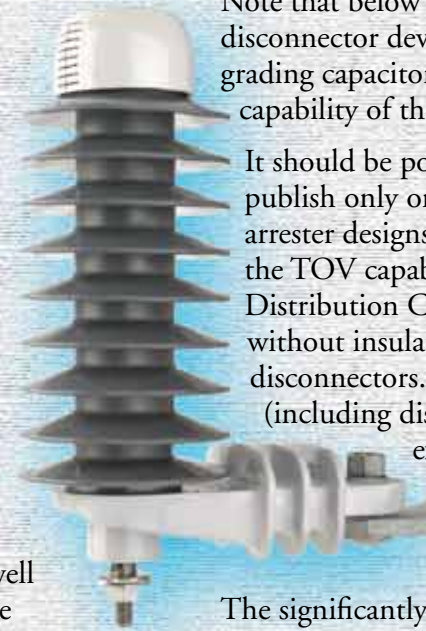 Note that below
disconnector dev
grading capacitor
capability of th
It should be po
publish only or
arrester designs
the TOV capab
Distribution C
without insula
disconnectors.
(including dis
e
vell
e
The significantly